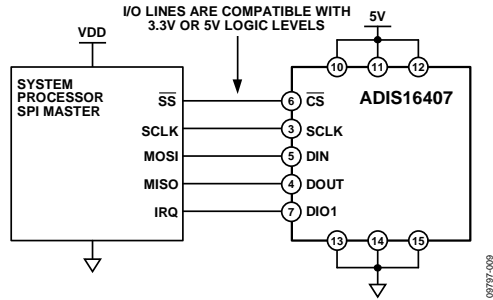 I/O LINES ARE COMPATIBLE WITH
3.3V OR 5V LOGIC LEVELS
VDD
5V
10
11
12
SYSTEM
PROCESSOR
SPI MASTER
ADIS16407
SS
6
CS
SCLK
3
SCLK
MOSI
5
DIN
MISO
4
DOUT
IRQ
7
DIO1
13
14
15
09797-009